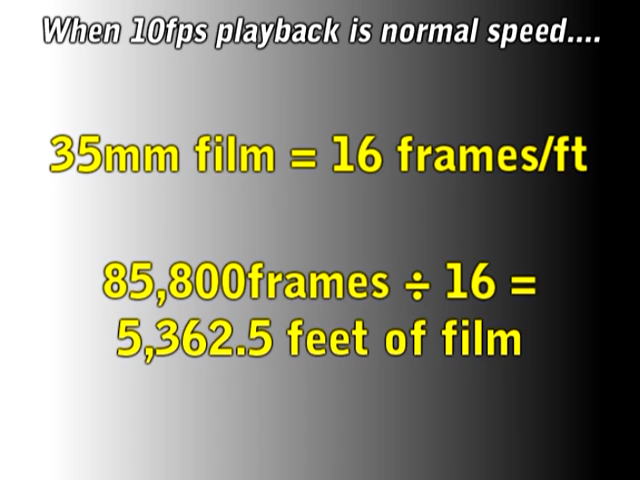 When 10fps playback is normal speed....
35mm film = 16 frames/ft
85,800frames ÷ 16 =
5,362.5 feet of film